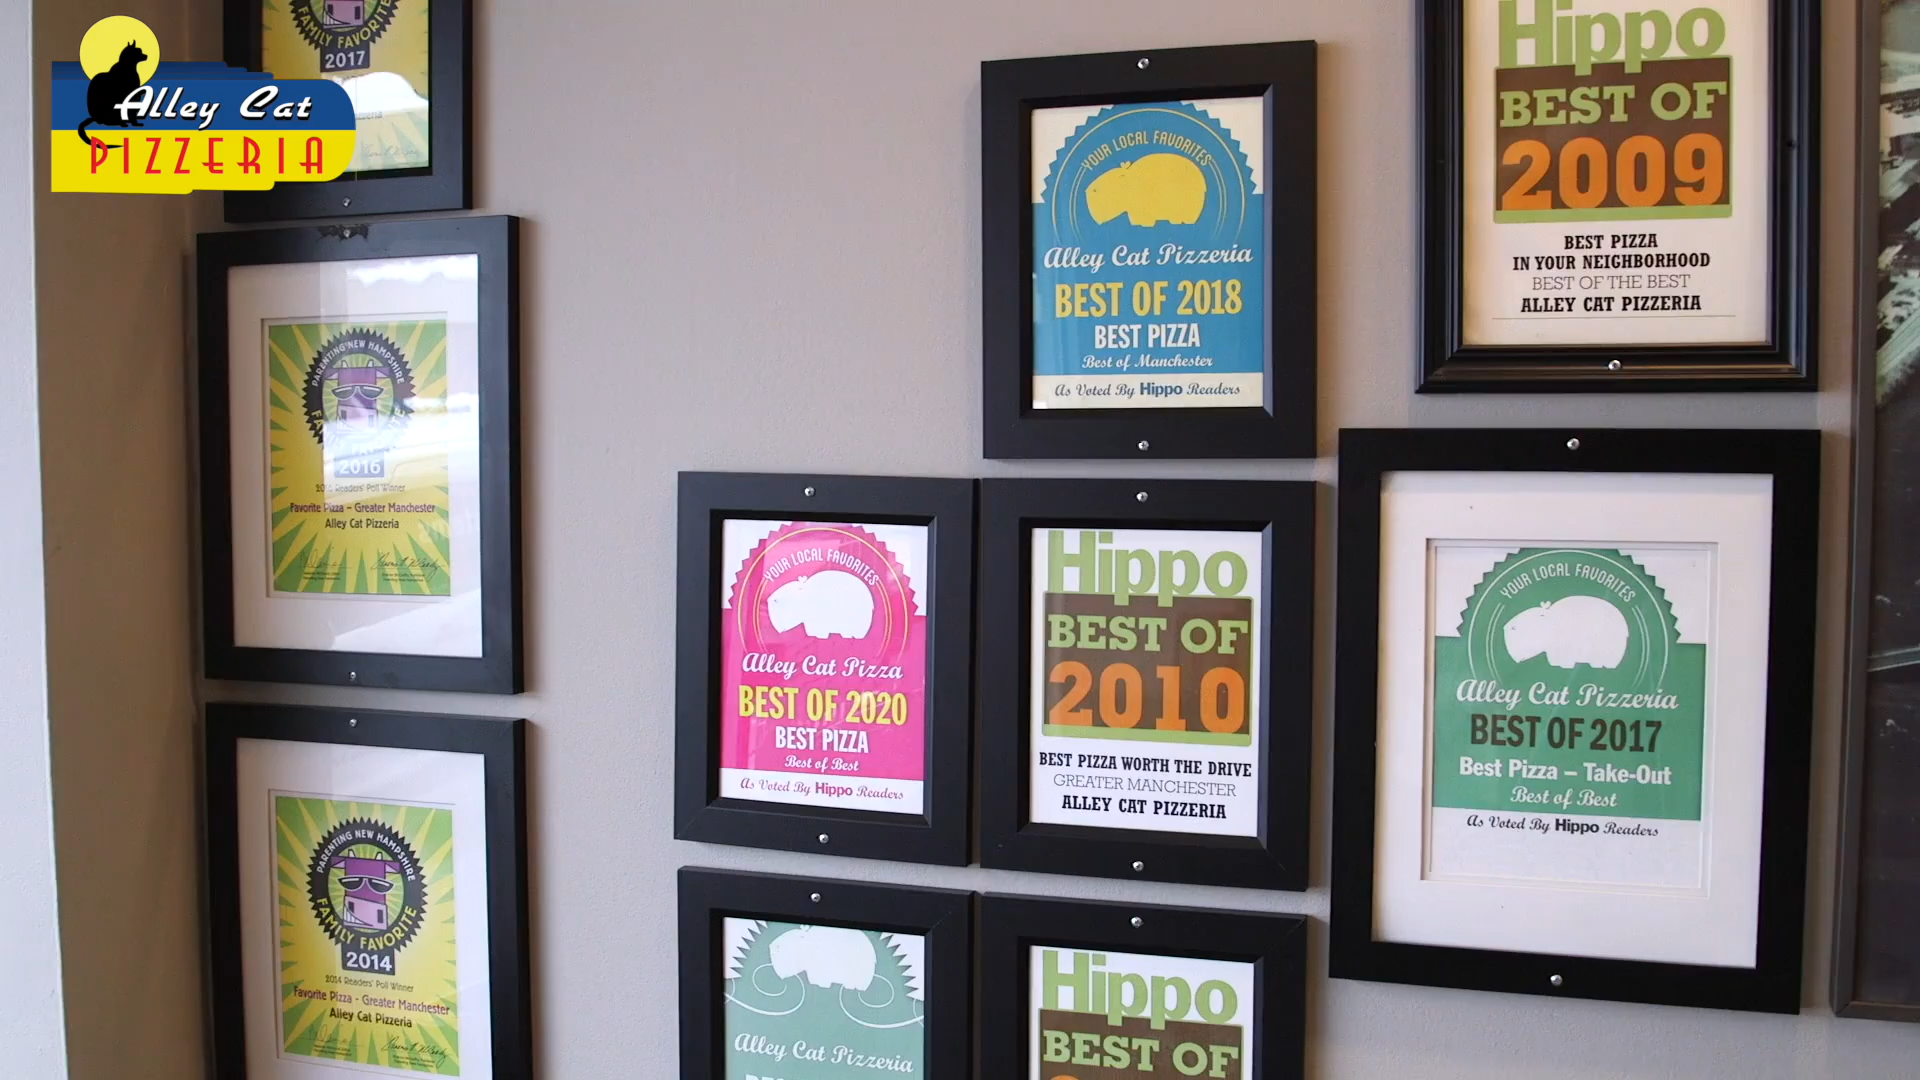 Alley Cat
PIZZERIA
FAMILY FAVORITE
2017
PARENTING NEW HAMPSHIRE
2016
Readers' Poll Winner
Favorite Pizza – Greater Manchester
Alley Cat Pizzeria
PARENTING NEW HAMPSHIRE
FAMILY FAVORITE
2014
2014 Readers' Poll Winner
Favorite Pizza - Greater Manchester
Alley Cat Pizzeria
YOUR LOCAL FAVORITES
Alley Cat Pizza
BEST OF 2020
BEST PIZZA
Best of Best
As Voted By Hippo Readers
Alley Cat Pizzeria
YOUR LOCAL FAVORITES
Alley Cat Pizzeria
BEST OF 2018
BEST PIZZA
Best of Manchester
As Voted By Hippo Readers
Hippo
BEST OF
2010
BEST PIZZA WORTH THE DRIVE
GREATER MANCHESTER
ALLEY CAT PIZZERIA
Hippo
BEST OF
Hippo
BEST OF
2009
BEST PIZZA
IN YOUR NEIGHBORHOOD
BEST OF THE BEST
ALLEY CAT PIZZERIA
YOUR LOCAL FAVORITES
Alley Cat Pizzeria
BEST OF 2017
Best Pizza – Take-Out
Best of Best
As Voted By Hippo Readers